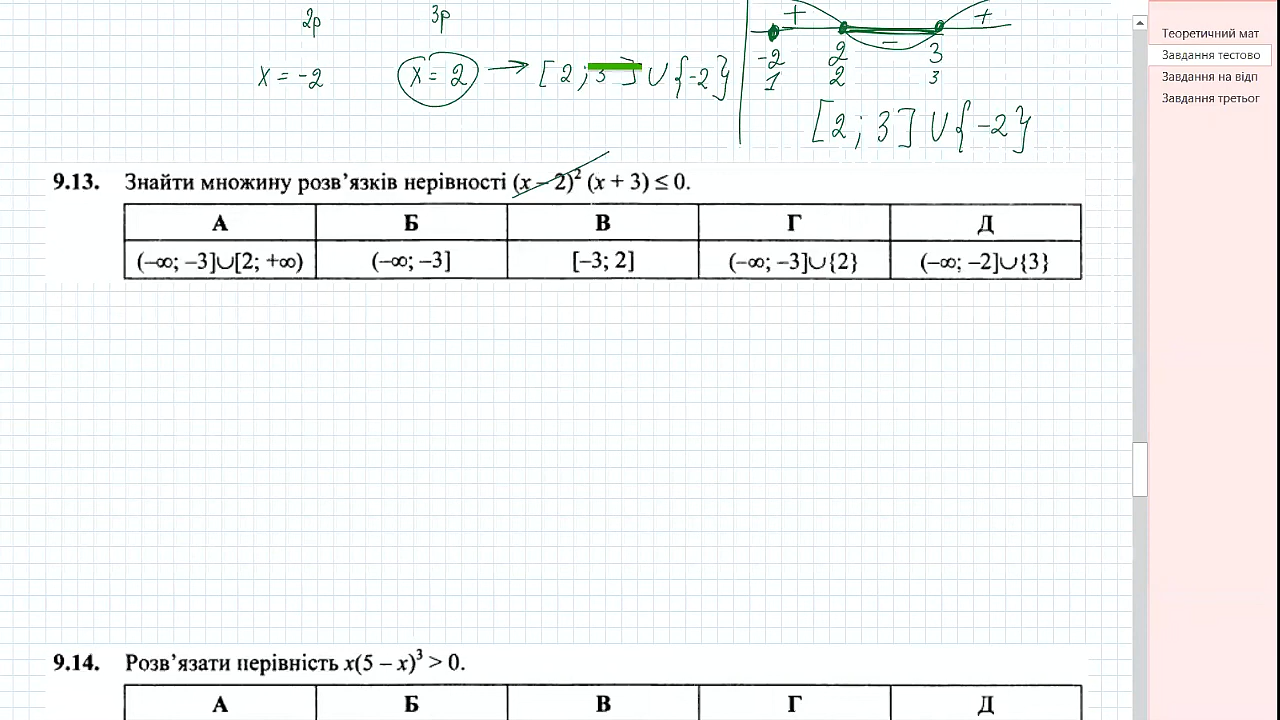 2р 3р
+ − +
-2 2 3
x = -2 x = 2 → [2; 3] ∪ {-2}
1 2 3
[2; 3] ∪ {-2}
Теоретичний мат
Завдання тестово
Завдання на відп
Завдання третьог
9.13. Знайти множину розв’язків нерівності (x – 2)² (x + 3) ≤ 0.
А Б В Г Д
(–∞; –3]∪[2; +∞) (–∞; –3] [–3; 2] (–∞; –3]∪{2} (–∞; –2]∪{3}
9.14. Розв’язати нерівність x(5 – x)³ > 0.
А Б В Г Д